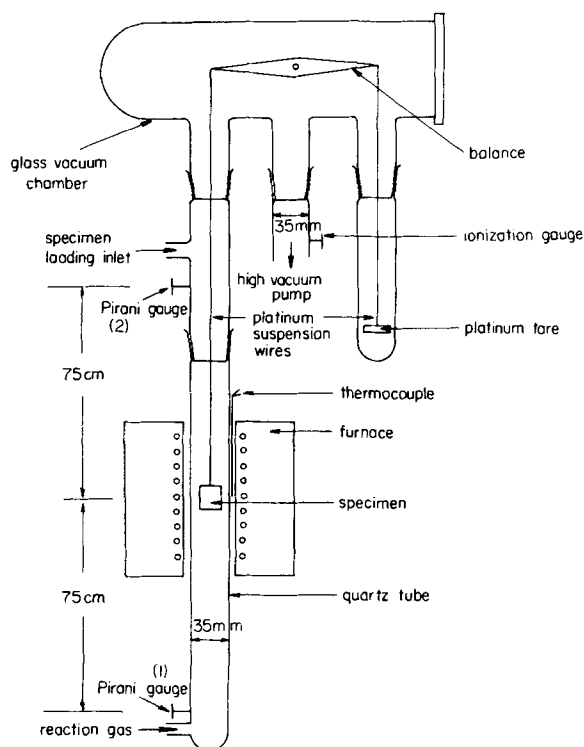 balance
glass vacuum
chamber
35mm
ionization gauge
specimen
loading inlet
high vacuum
pump
Pirani gauge
(2)
platinum
suspension
wires
platinum tare
75cm
thermocouple
furnace
specimen
75cm
quartz tube
35mm
(1)
Pirani gauge
reaction gas